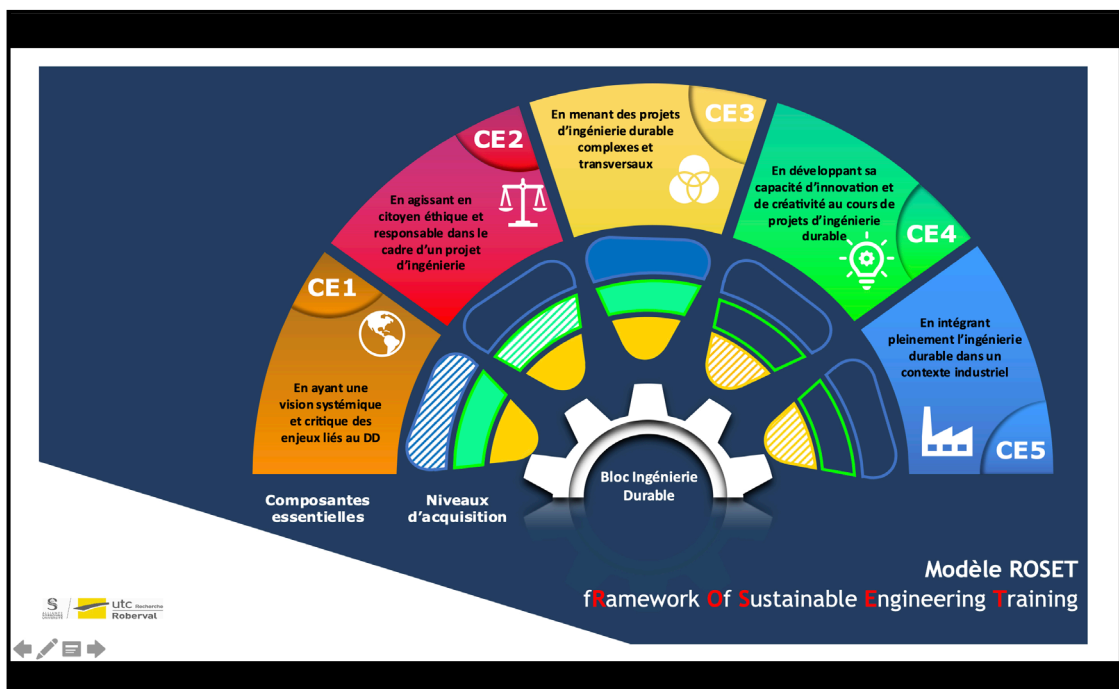 CE1
En ayant une
vision systémique
et critique des
enjeux liés au DD
CE2
En agissant en
citoyen éthique et
responsable dans le
cadre d’un projet
d’ingénierie
CE3
En menant des projets
d’ingénierie durable
complexes et
transversaux
CE4
En développant sa
capacité d’innovation et
de créativité au cours de
projets d’ingénierie
durable
CE5
En intégrant
pleinement l’ingénierie
durable dans un
contexte industriel
Bloc Ingénierie
Durable
Composantes
essentielles
Niveaux
d’acquisition
Modèle ROSET
fRamework Of Sustainable Engineering Training
S
utc Recherche
Roberval